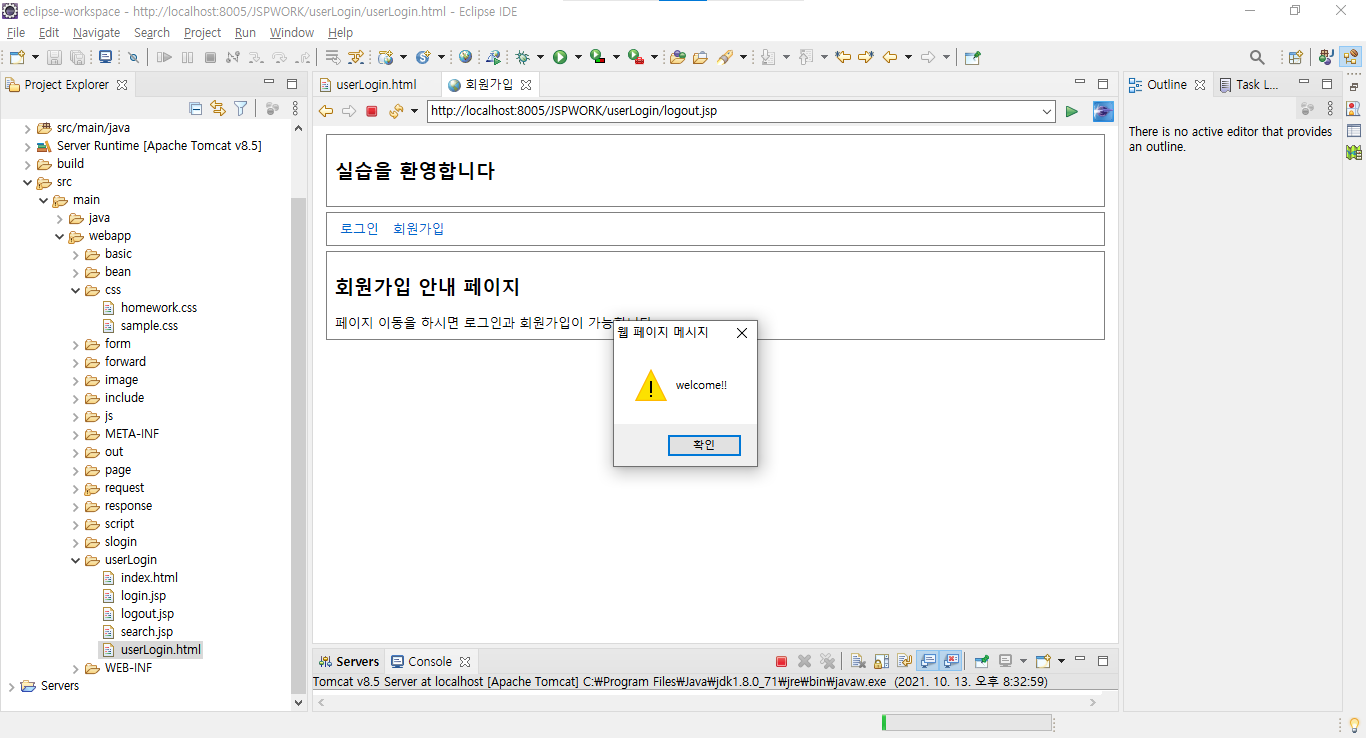 eclipse-workspace - http://localhost:8005/JSPWORK/userLogin/userLogin.html - Eclipse IDE
File Edit Navigate Search Project Run Window Help
Project Explorer
src/main/java
Server Runtime [Apache Tomcat v8.5]
build
src
main
java
webapp
basic
bean
css
homework.css
sample.css
form
forward
image
include
js
META-INF
out
page
request
response
script
slogin
userLogin
index.html
login.jsp
logout.jsp
search.jsp
userLogin.html
WEB-INF
Servers
userLogin.html 회원가입
http://localhost:8005/JSPWORK/userLogin/logout.jsp
실습을 환영합니다
로그인 회원가입
회원가입 안내 페이지
페이지 이동을 하시면 로그인과 회원가입이
웹 페이지 메시지
welcome!!
확인
Servers Console
Tomcat v8.5 Server at localhost [Apache Tomcat] C:₩Program Files₩Java₩jdk1.8.0_71₩jre₩bin₩javaw.exe (2021. 10. 13. 오후 8:32:59)
Outline Task L...
There is no active editor that provides
an outline.